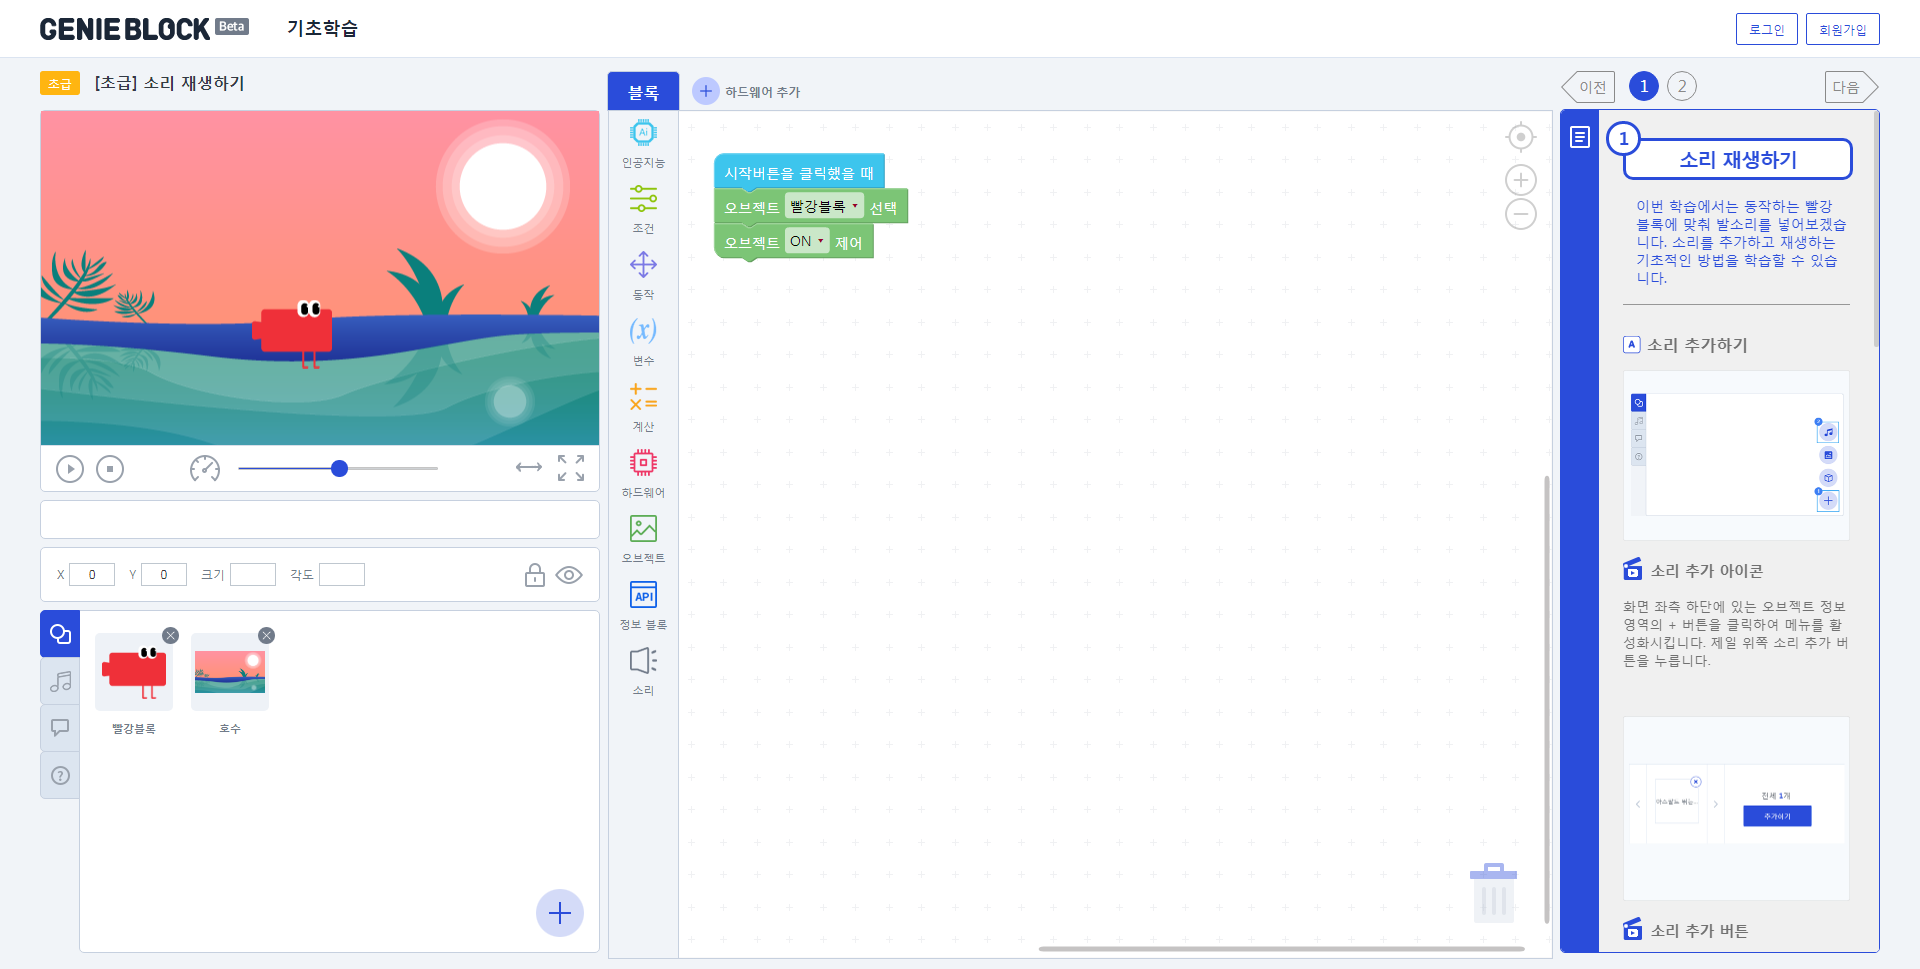 GENIE BLOCK Beta
기초학습
로그인
회원가입
초급
[초급] 소리 재생하기
블록
하드웨어 추가
이전
1
2
다음
인공지능
조건
동작
(x)
변수
계산
하드웨어
오브젝트
API
정보 블록
소리
시작버튼을 클릭했을 때
오브젝트 빨강블록 선택
오브젝트 ON 제어
X 0 Y 0 크기 각도
빨강블록
호수
1
소리 재생하기
이번 학습에서는 동작하는 빨강
블록에 맞춰 발소리를 넣어보겠습
니다. 소리를 추가하고 재생하는
기초적인 방법을 학습할 수 있습
니다.
A 소리 추가하기
소리 추가 아이콘
화면 좌측 하단에 있는 오브젝트 정보
영역의 + 버튼을 클릭하여 메뉴를 활
성화시킵니다. 제일 위쪽 소리 추가 버
튼을 누릅니다.
전체 1개
추가하기
소리 추가 버튼